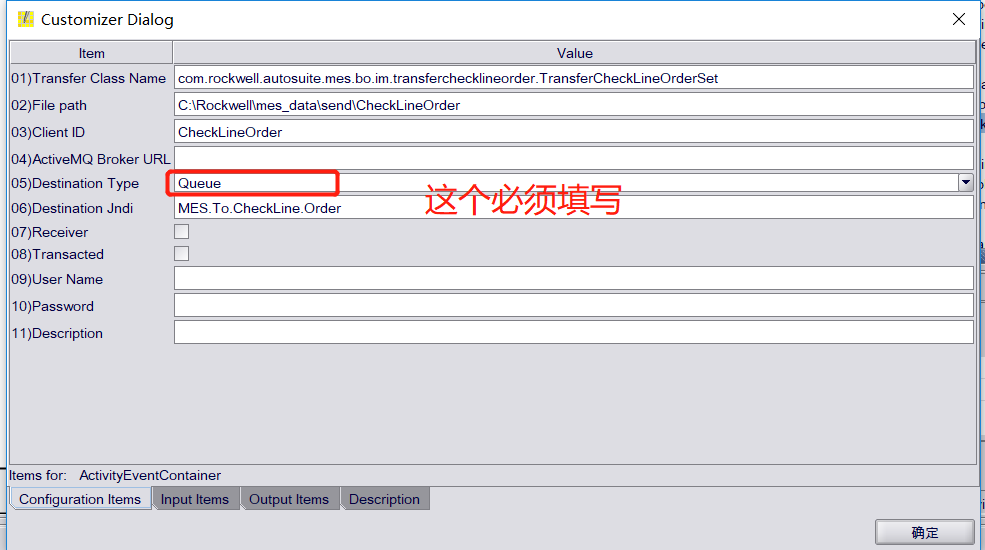 Customizer Dialog
Item Value
01)Transfer Class Name com.rockwell.autosuite.mes.bo.im.transferchecklineorder.TransferCheckLineOrderSet
02)File path C:\Rockwell\mes_data\send\CheckLineOrder
03)Client ID CheckLineOrder
04)ActiveMQ Broker URL
05)Destination Type Queue
这个必须填写
06)Destination Jndi MES.To.CheckLine.Order
07)Receiver
08)Transacted
09)User Name
10)Password
11)Description
Items for: ActivityEventContainer
Configuration Items Input Items Output Items Description
确定